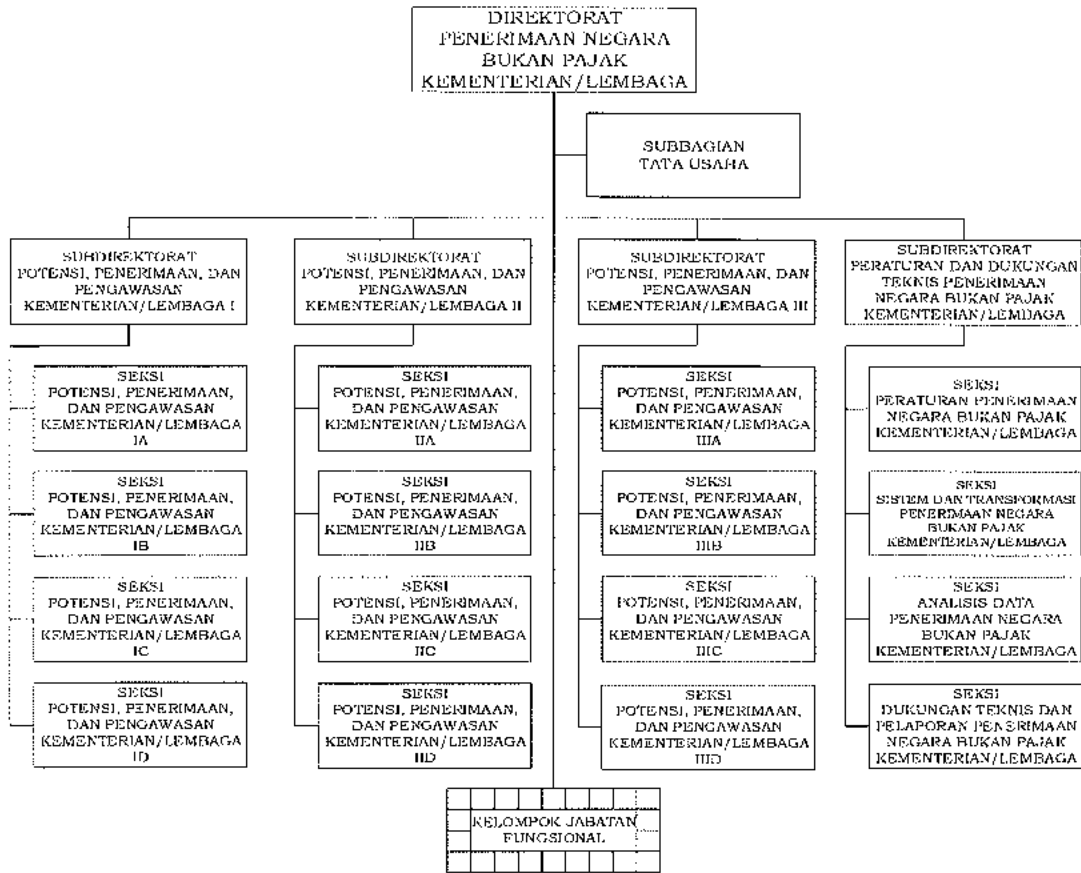 DIREKTORAT
PENERIMAAN NEGARA
BUKAN PAJAK
KEMENTERIAN/LEMBAGA
SUBBAGIAN
TATA USAHA
SUBDIREKTORAT
POTENSI, PENERIMAAN, DAN
PENGAWASAN
KEMENTERIAN/LEMBAGA I
SUBDIREKTORAT
POTENSI, PENERIMAAN, DAN
PENGAWASAN
KEMENTERIAN/LEMBAGA II
SUBDIREKTORAT
POTENSI, PENERIMAAN, DAN
PENGAWASAN
KEMENTERIAN/LEMBAGA III
SUBDIREKTORAT
PERATURAN DAN DUKUNGAN
TEKNIS PENERIMAAN
NEGARA BUKAN PAJAK
KEMENTERIAN/LEMBAGA
SEKSI
POTENSI, PENERIMAAN,
DAN PENGAWASAN
KEMENTERIAN/LEMBAGA
IA
SEKSI
POTENSI, PENERIMAAN,
DAN PENGAWASAN
KEMENTERIAN/LEMBAGA
IIA
SEKSI
POTENSI, PENERIMAAN,
DAN PENGAWASAN
KEMENTERIAN/LEMBAGA
IIIA
SEKSI
PERATURAN PENERIMAAN
NEGARA BUKAN PAJAK
KEMENTERIAN/LEMBAGA
SEKSI
POTENSI, PENERIMAAN,
DAN PENGAWASAN
KEMENTERIAN/LEMBAGA
IB
SEKSI
POTENSI, PENERIMAAN,
DAN PENGAWASAN
KEMENTERIAN/LEMBAGA
IIB
SEKSI
POTENSI, PENERIMAAN,
DAN PENGAWASAN
KEMENTERIAN/LEMBAGA
IIIB
SEKSI
SISTEM DAN TRANSFORMASI
PENERIMAAN NEGARA
BUKAN PAJAK
KEMENTERIAN/LEMBAGA
SEKSI
POTENSI, PENERIMAAN,
DAN PENGAWASAN
KEMENTERIAN/LEMBAGA
IC
SEKSI
POTENSI, PENERIMAAN,
DAN PENGAWASAN
KEMENTERIAN/LEMBAGA
IIC
SEKSI
POTENSI, PENERIMAAN,
DAN PENGAWASAN
KEMENTERIAN/LEMBAGA
IIIC
SEKSI
ANALISIS DATA
PENERIMAAN NEGARA
BUKAN PAJAK
KEMENTERIAN/LEMBAGA
SEKSI
POTENSI, PENERIMAAN,
DAN PENGAWASAN
KEMENTERIAN/LEMBAGA
ID
SEKSI
POTENSI, PENERIMAAN,
DAN PENGAWASAN
KEMENTERIAN/LEMBAGA
IID
SEKSI
POTENSI, PENERIMAAN,
DAN PENGAWASAN
KEMENTERIAN/LEMBAGA
IIID
SEKSI
DUKUNGAN TEKNIS DAN
PELAPORAN PENERIMAAN
NEGARA BUKAN PAJAK
KEMENTERIAN/LEMBAGA
KELOMPOK JABATAN
FUNGSIONAL